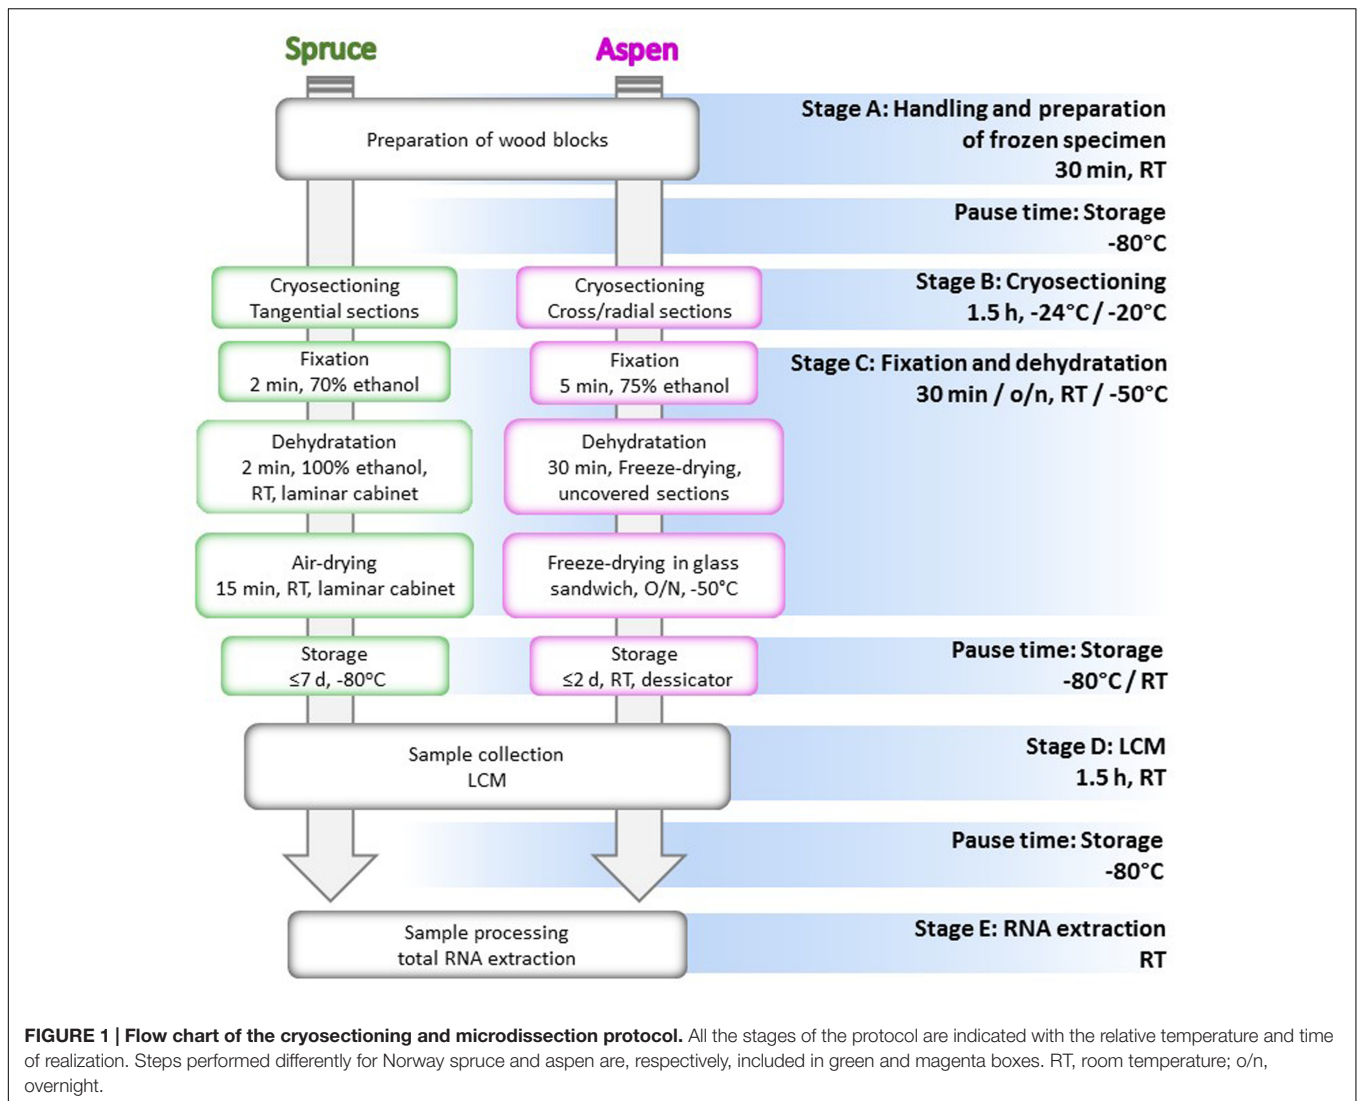 Spruce
Aspen
Preparation of wood blocks
Stage A: Handling and preparation
of frozen specimen
30 min, RT
Pause time: Storage
-80°C
Cryosectioning
Tangential sections
Cryosectioning
Cross/radial sections
Stage B: Cryosectioning
1.5 h, -24°C / -20°C
Fixation
2 min, 70% ethanol
Fixation
5 min, 75% ethanol
Stage C: Fixation and dehydratation
30 min / o/n, RT / -50°C
Dehydratation
2 min, 100% ethanol,
RT, laminar cabinet
Dehydratation
30 min, Freeze-drying,
uncovered sections
Air-drying
15 min, RT, laminar cabinet
Freeze-drying in glass
sandwich, O/N, -50°C
Storage
≤7 d, -80°C
Storage
≤2 d, RT, dessicator
Pause time: Storage
-80°C / RT
Sample collection
LCM
Stage D: LCM
1.5 h, RT
Pause time: Storage
-80°C
Sample processing
total RNA extraction
Stage E: RNA extraction
RT
FIGURE 1 | Flow chart of the cryosectioning and microdissection protocol. All the stages of the protocol are indicated with the relative temperature and time
of realization. Steps performed differently for Norway spruce and aspen are, respectively, included in green and magenta boxes. RT, room temperature; o/n,
overnight.